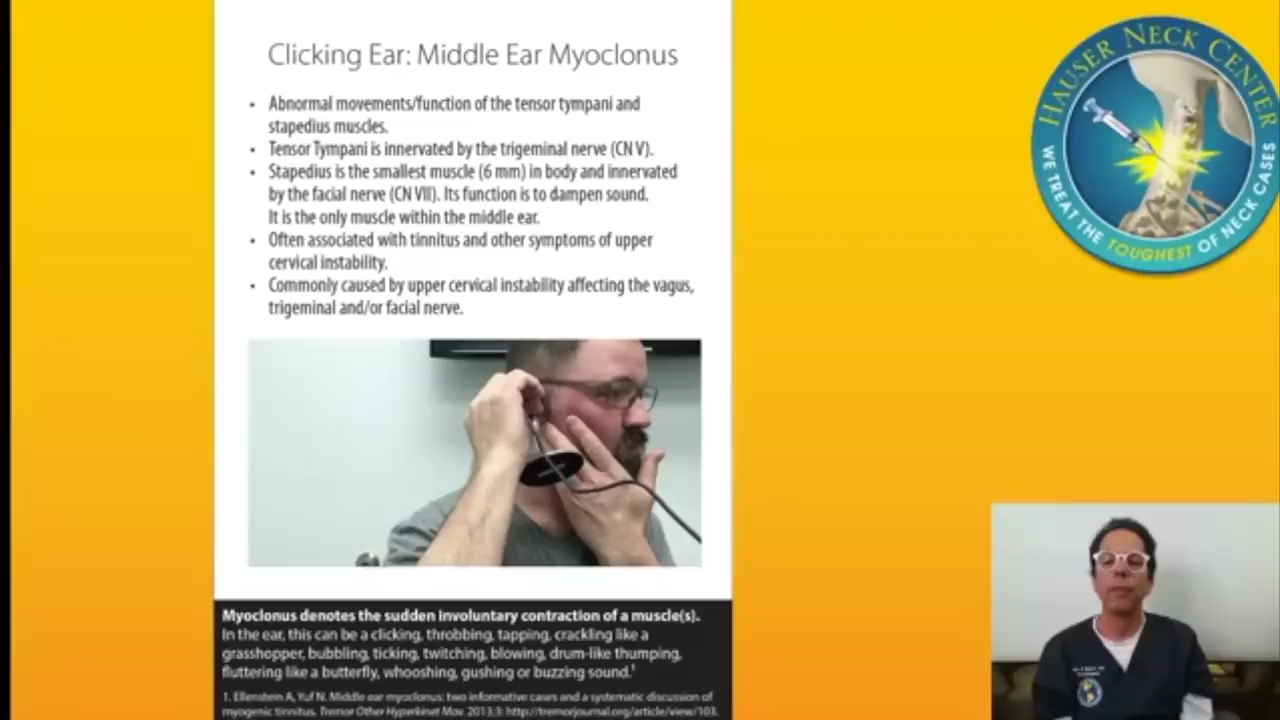 Clicking Ear: Middle Ear Myoclonus
• Abnormal movements/function of the tensor tympani and
stapedius muscles.
• Tensor Tympani is innervated by the trigeminal nerve (CN V).
• Stapedius is the smallest muscle (6 mm) in body and innervated
by the facial nerve (CN VII). Its function is to dampen sound.
It is the only muscle within the middle ear.
• Often associated with tinnitus and other symptoms of upper
cervical instability.
• Commonly caused by upper cervical instability affecting the vagus,
trigeminal and/or facial nerve.
Myoclonus denotes the sudden involuntary contraction of a muscle(s).
In the ear, this can be a clicking, throbbing, tapping, crackling like a
grasshopper, bubbling, ticking, twitching, blowing, drum-like thumping,
fluttering like a butterfly, whooshing, gushing or buzzing sound.¹
1. Ellenstein A, Yuf N. Middle ear myoclonus: two informative cases and a systematic discussion of
myogenic tinnitus. Tremor Other Hyperkinet Mov. 2013;3: http://tremorjournal.org/article/view/103.
HAUSER NECK CENTER
WE TREAT THE TOUGHEST OF NECK CASES